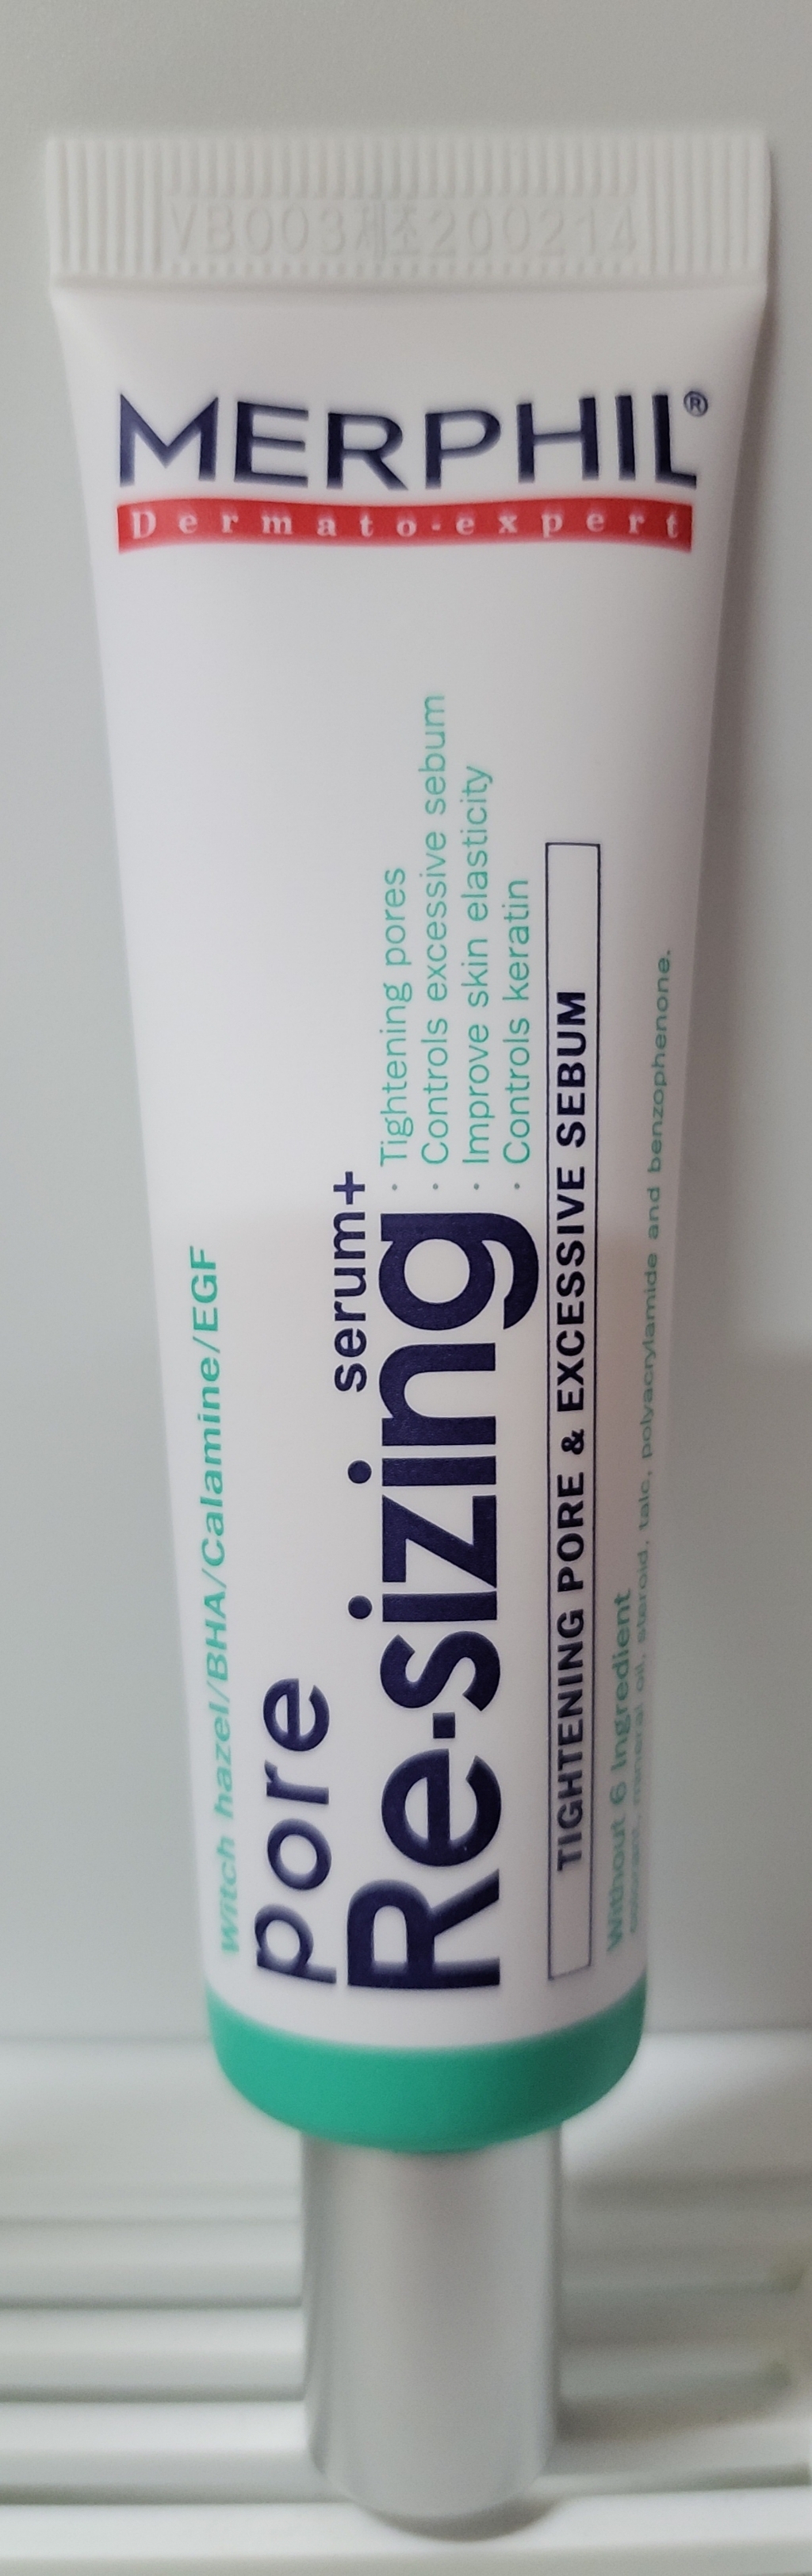 VB003제조200214
MERPHIL®
Dermato-expert
Witch hazel/BHA/Calamine/EGF
pore
serum+
Re·sizing
· Tightening pores
· Controls excessive sebum
· Improve skin elasticity
· Controls keratin
TIGHTENING PORE & EXCESSIVE SEBUM
Without 6 Ingredient
mineral oil, steroid, talc, polyacrylamide and benzophenone.